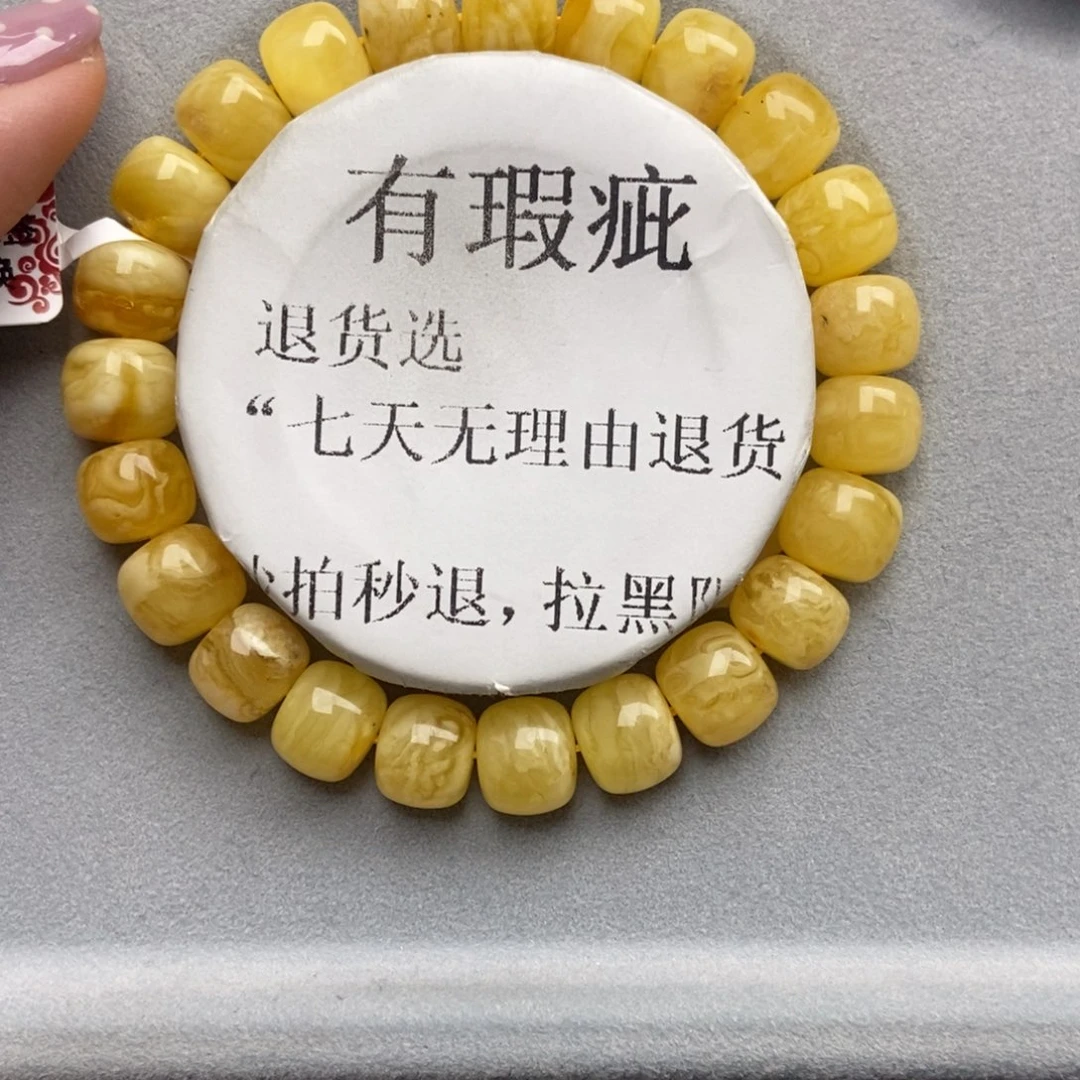 有瑕疵
退货选
“七天无理由退货
拍秒退，拉黑